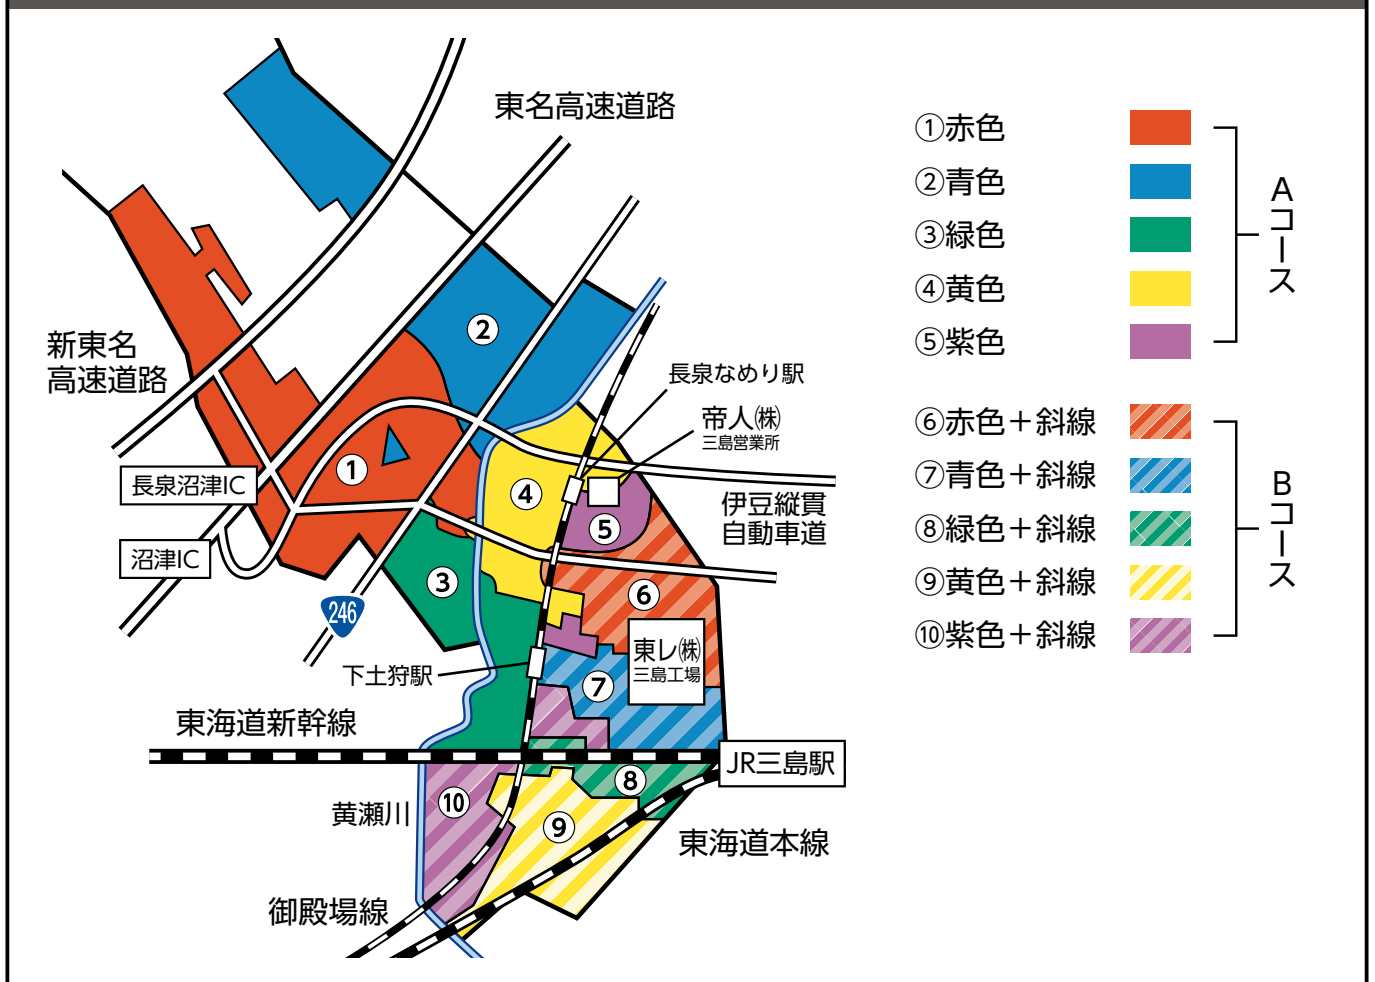 東名高速道路
新東名
高速道路
長泉なめり駅
帝人㈱
三島営業所
伊豆縦貫
自動車道
長泉沼津IC
沼津IC
246
下土狩駅
東レ㈱
三島工場
東海道新幹線
JR三島駅
黄瀬川
東海道本線
御殿場線
①
②
③
④
⑤
⑥
⑦
⑧
⑨
⑩
①赤色
②青色
③緑色
④黄色
⑤紫色
Aコース
⑥赤色＋斜線
⑦青色＋斜線
⑧緑色＋斜線
⑨黄色＋斜線
⑩紫色＋斜線
Bコース